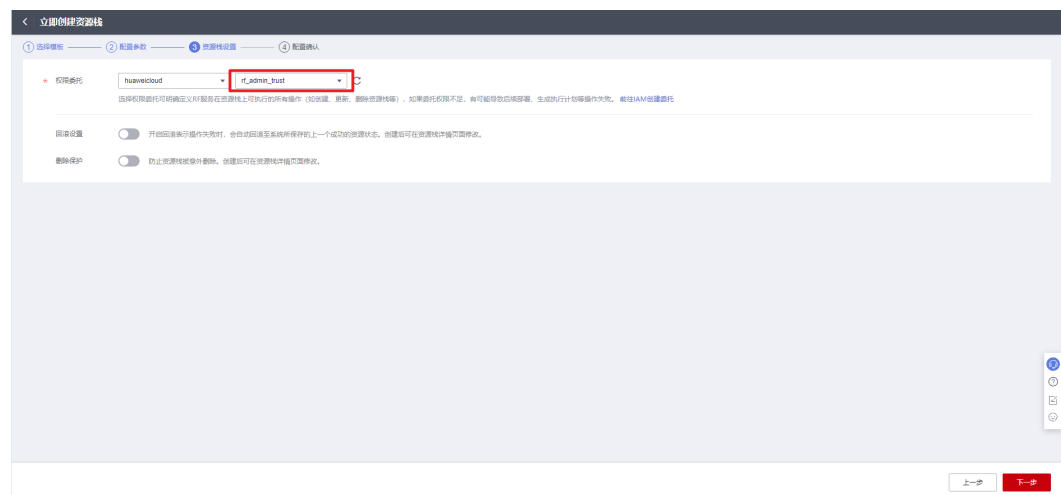 立即创建资源栈
1 选择模板 2 配置参数 3 资源栈设置 4 配置确认
* 权限委托 huaweicloud rf_admin_trust
选择权限委托可明确定义RF服务在资源栈上可执行的所有操作（如创建、更新、删除资源栈等），如果委托权限不足，有可能导致后续部署、生成执行计划等操作失败。 前往IAM创建委托
回滚设置 开启回滚表示操作失败时，会自动回滚至系统所保存的上一个成功的资源状态。创建后可在资源栈详情页面修改。
删除保护 防止资源栈被意外删除。创建后可在资源栈详情页面修改。
上一步 下一步